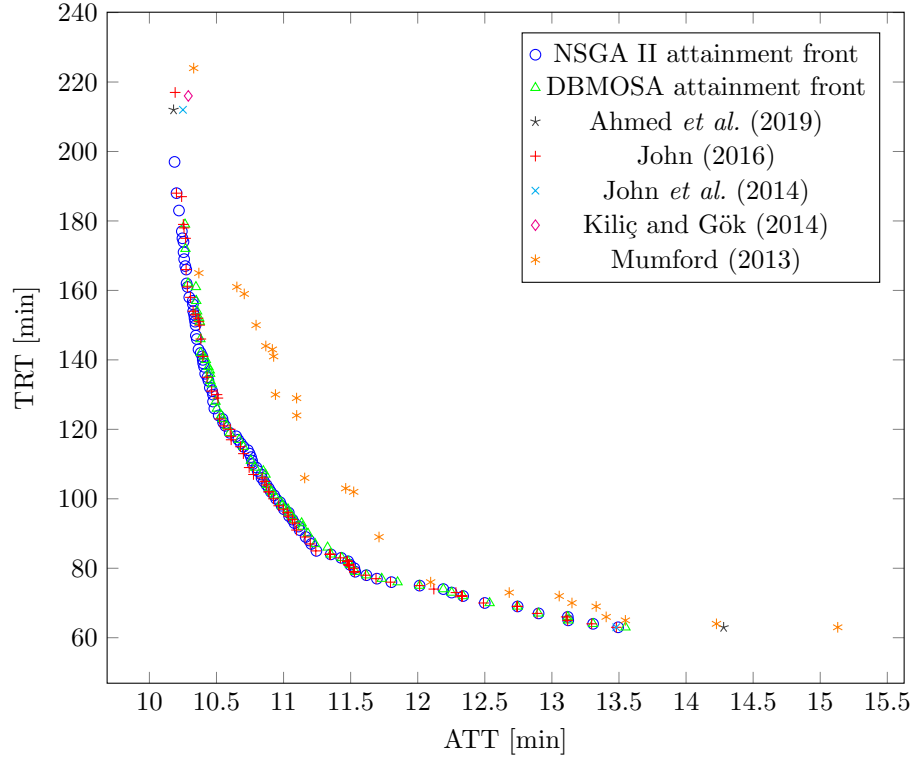 240
220
200
180
160
140
120
100
80
60
TRT [min]
NSGA II attainment front
DBMOSA attainment front
Ahmed et al. (2019)
John (2016)
John et al. (2014)
Kiliç and Gök (2014)
Mumford (2013)
10 10.5 11 11.5 12 12.5 13 13.5 14 14.5 15 15.5
ATT [min]